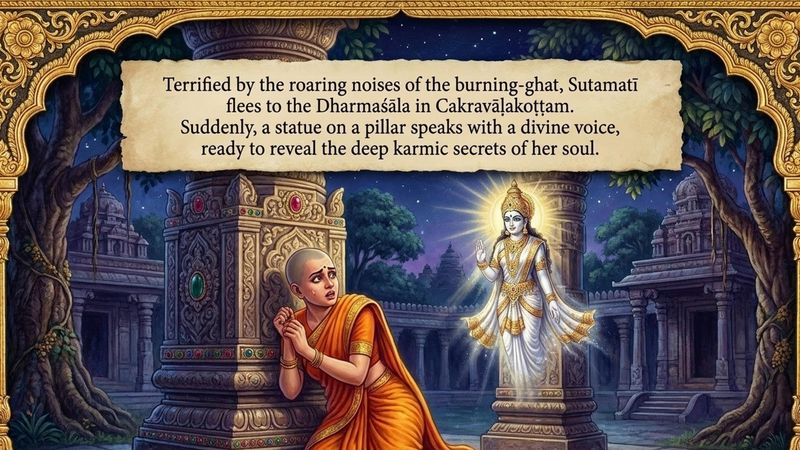 Terrified by the roaring noises of the burning-ghat, Sutamatī
flees to the Dharmaśāla in Cakravāḷakoṭṭam.
Suddenly, a statue on a pillar speaks with a divine voice,
ready to reveal the deep karmic secrets of her soul.